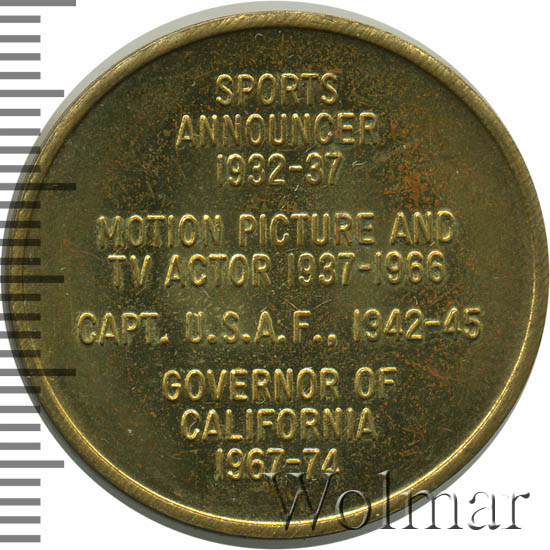 SPORTS
ANNOUNCER
1932-37
MOTION PICTURE AND
TV ACTOR 1937-1966
CAPT. U.S.A.F., 1942-45
GOVERNOR OF
CALIFORNIA
1967-74
Wolmar